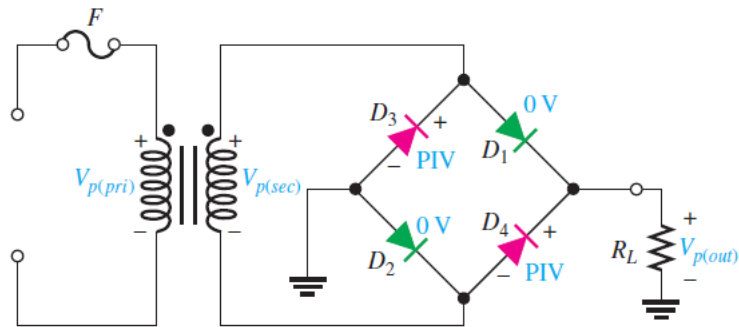 F
0 V
D3
+
D1
−
PIV
+
+
Vp(pri)
Vp(sec)
−
−
0 V
D2
D4
+
−
PIV
RL
+
Vp(out)
−